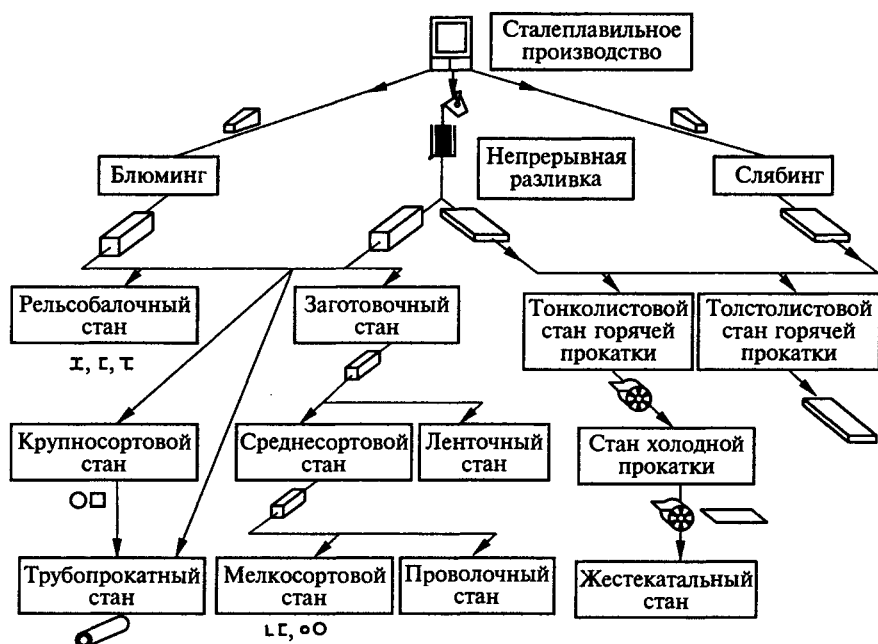 Сталеплавильное
производство
Блюминг
Непрерывная
разливка
Слябинг
Рельсобалочный
стан
Заготовочный
стан
Тонколистовой
стан горячей
прокатки
Толстолистовой
стан горячей
прокатки
Крупносортовой
стан
Среднесортовой
стан
Ленточный
стан
Стан холодной
прокатки
Трубопрокатный
стан
Мелкосортовой
стан
Проволочный
стан
Жестекатальный
стан